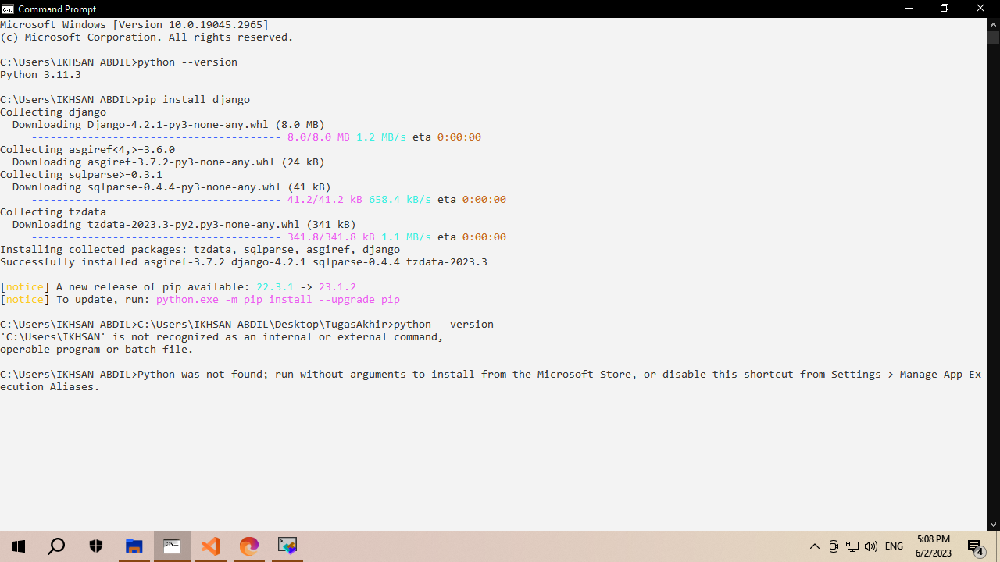 Command Prompt
Microsoft Windows [Version 10.0.19045.2965]
(c) Microsoft Corporation. All rights reserved.
C:\Users\IKHSAN ABDIL>python --version
Python 3.11.3
C:\Users\IKHSAN ABDIL>pip install django
Collecting django
  Downloading Django-4.2.1-py3-none-any.whl (8.0 MB)
     ---------------------------------------- 8.0/8.0 MB 1.2 MB/s eta 0:00:00
Collecting asgiref<4,>=3.6.0
  Downloading asgiref-3.7.2-py3-none-any.whl (24 kB)
Collecting sqlparse>=0.3.1
  Downloading sqlparse-0.4.4-py3-none-any.whl (41 kB)
     ---------------------------------------- 41.2/41.2 kB 658.4 kB/s eta 0:00:00
Collecting tzdata
  Downloading tzdata-2023.3-py2.py3-none-any.whl (341 kB)
     ---------------------------------------- 341.8/341.8 kB 1.1 MB/s eta 0:00:00
Installing collected packages: tzdata, sqlparse, asgiref, django
Successfully installed asgiref-3.7.2 django-4.2.1 sqlparse-0.4.4 tzdata-2023.3
[notice] A new release of pip available: 22.3.1 -> 23.1.2
[notice] To update, run: python.exe -m pip install --upgrade pip
C:\Users\IKHSAN ABDIL>C:\Users\IKHSAN ABDIL\Desktop\TugasAkhir>python --version
'C:\Users\IKHSAN' is not recognized as an internal or external command,
operable program or batch file.
C:\Users\IKHSAN ABDIL>Python was not found; run without arguments to install from the Microsoft Store, or disable this shortcut from Settings > Manage App Ex
ecution Aliases.
ENG
5:08 PM
6/2/2023
4